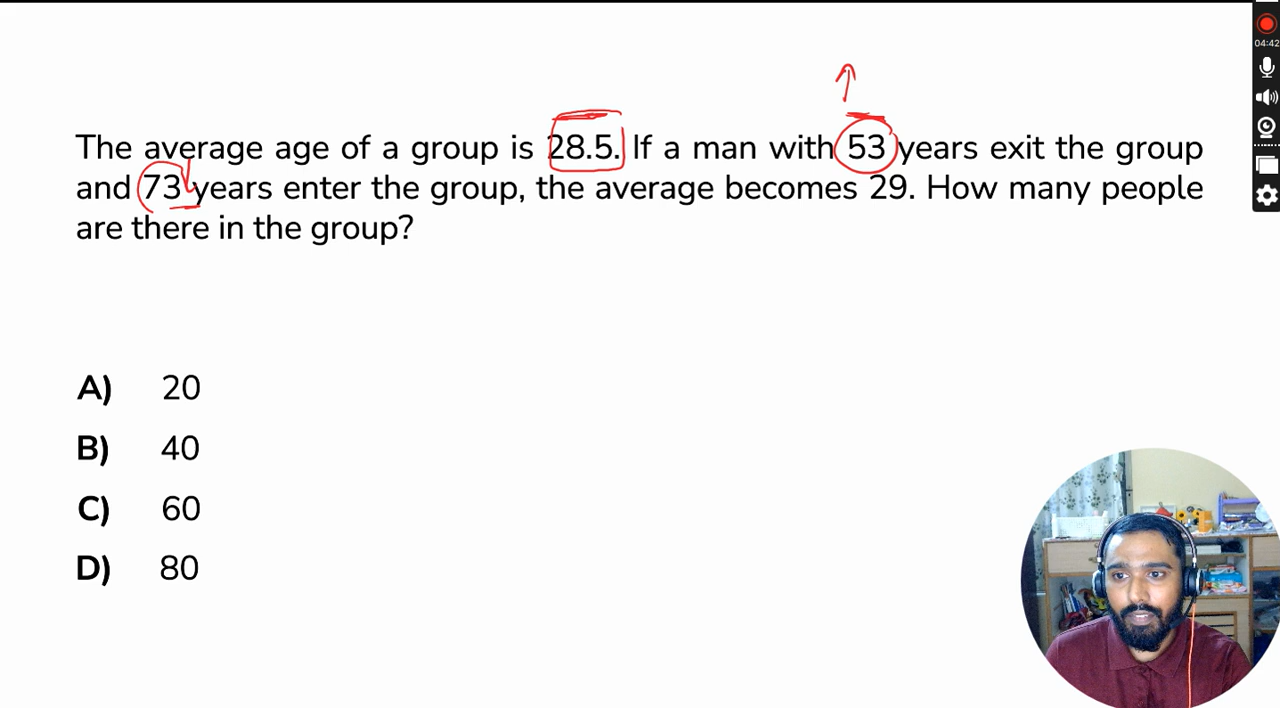 04:42
The average age of a group is 28.5. If a man with 53 years exit the group
and 73 years enter the group, the average becomes 29. How many people
are there in the group?
A) 20
B) 40
C) 60
D) 80